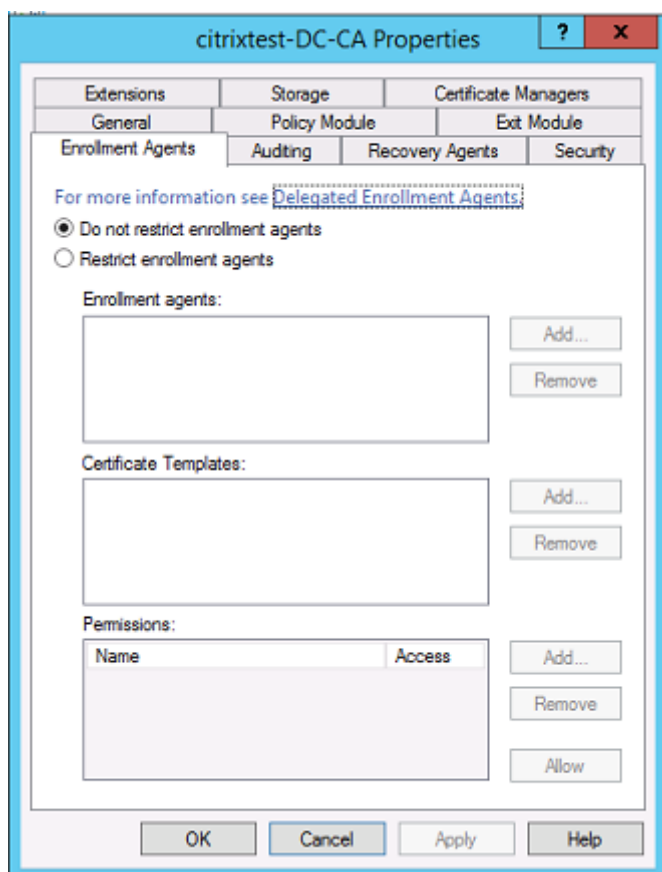 citrixtest-DC-CA Properties
? x
Extensions Storage Certificate Managers
General Policy Module Exit Module
Enrollment Agents Auditing Recovery Agents Security
For more information see Delegated Enrollment Agents.
Do not restrict enrollment agents
Restrict enrollment agents
Enrollment agents:
Add...
Remove
Certificate Templates:
Add...
Remove
Permissions:
Name Access
Add...
Remove
Allow
OK Cancel Apply Help